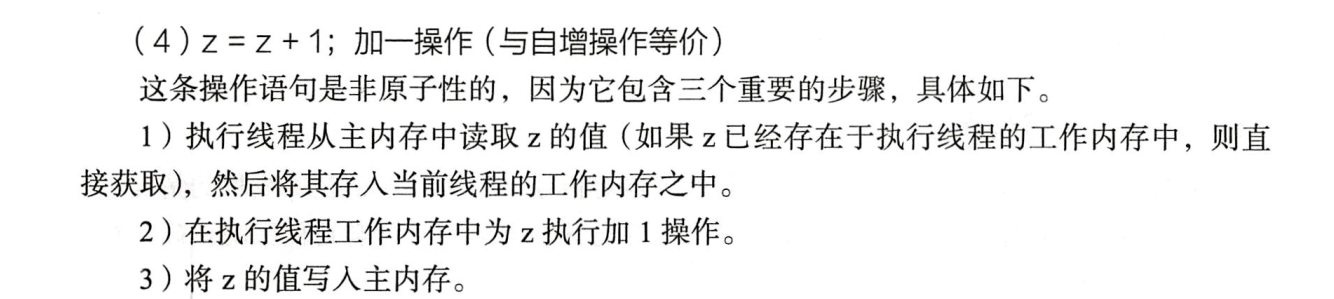 （4）z = z + 1；加一操作（与自增操作等价）
这条操作语句是非原子性的，因为它包含三个重要的步骤，具体如下。
1）执行线程从主内存中读取 z 的值（如果 z 已经存在于执行线程的工作内存中，则直
接获取），然后将其存入当前线程的工作内存之中。
2）在执行线程工作内存中为 z 执行加 1 操作。
3）将 z 的值写入主内存。